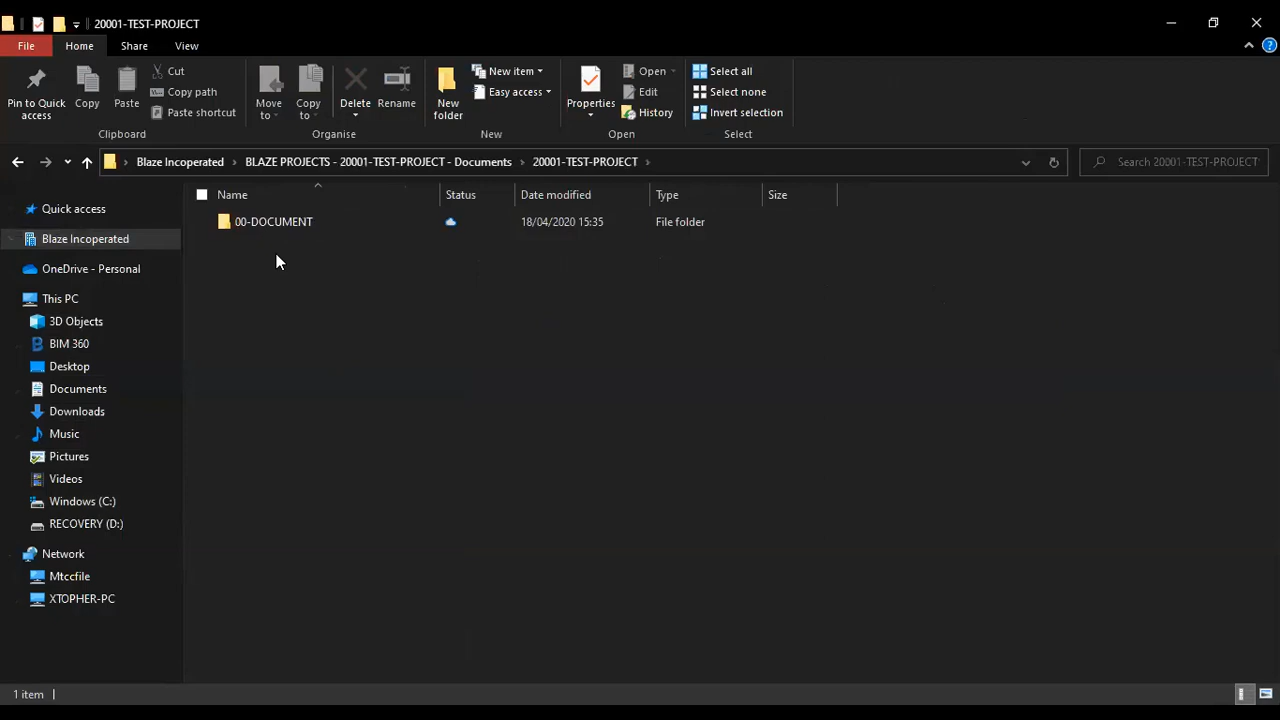 20001-TEST-PROJECT
File Home Share View
Pin to Quick access
Copy
Paste
Cut
Copy path
Paste shortcut
Clipboard
Move to
Copy to
Delete
Rename
Organise
New folder
New item
Easy access
New
Properties
Open
Edit
History
Open
Select all
Select none
Invert selection
Select
Blaze Incoperated
BLAZE PROJECTS - 20001-TEST-PROJECT - Documents
20001-TEST-PROJECT
Search 20001-TEST-PROJECT
Name Status Date modified Type Size
00-DOCUMENT 18/04/2020 15:35 File folder
Quick access
Blaze Incoperated
OneDrive - Personal
This PC
3D Objects
BIM 360
Desktop
Documents
Downloads
Music
Pictures
Videos
Windows (C:)
RECOVERY (D:)
Network
Mtccfile
XTOPHER-PC
1 item